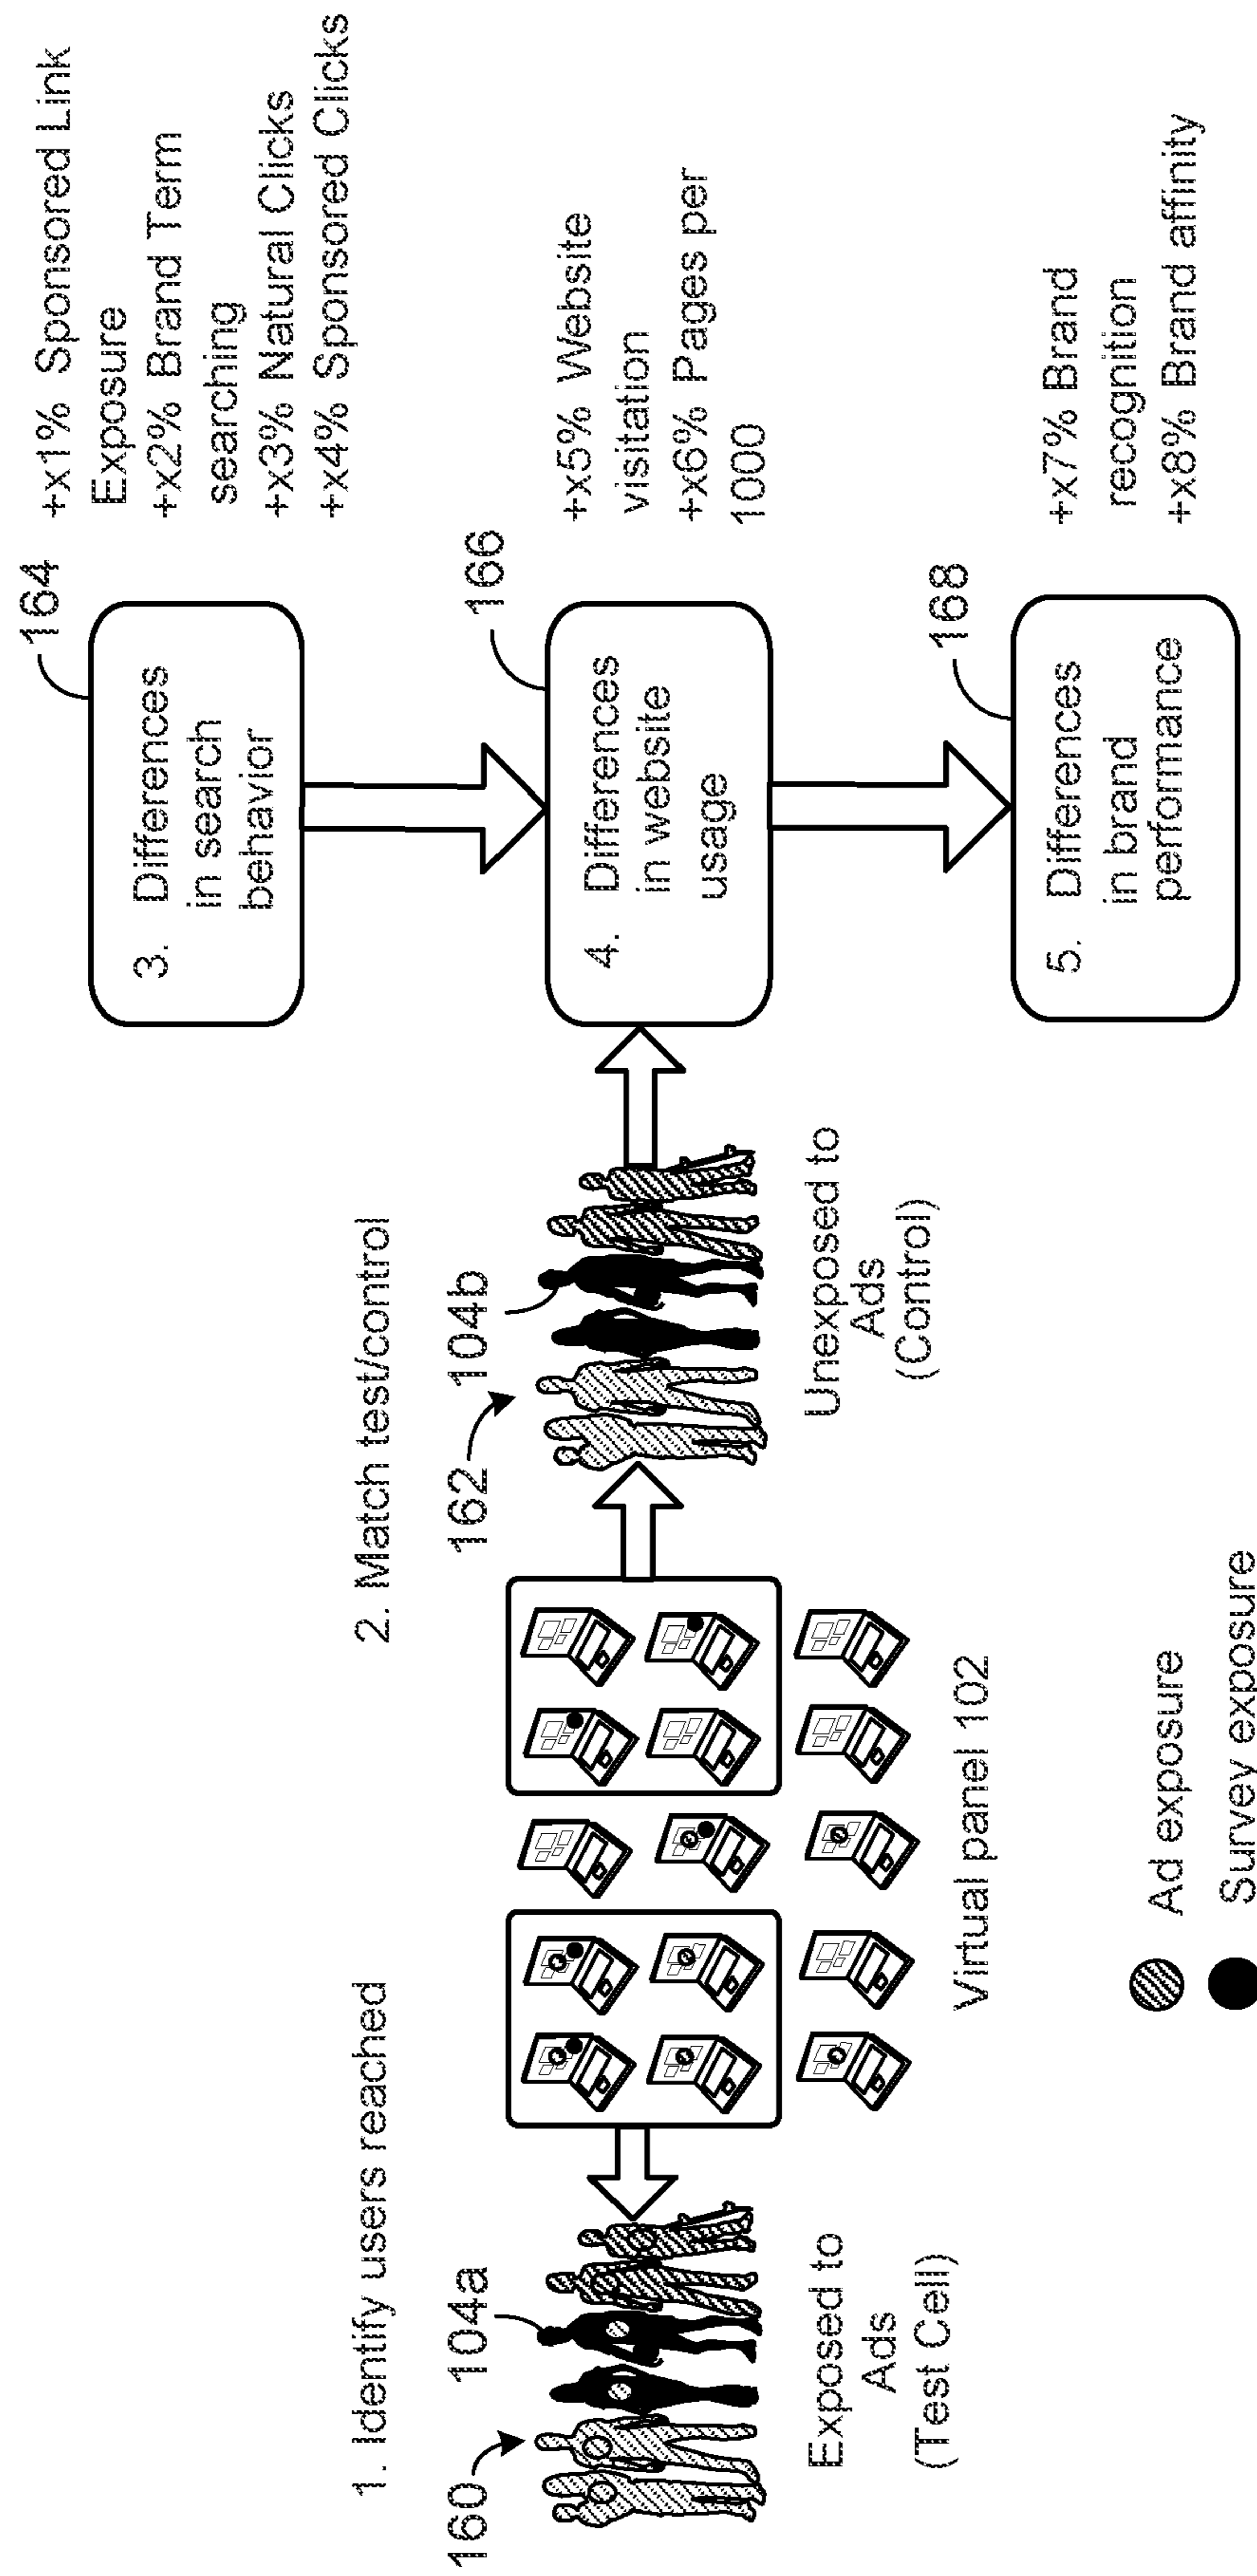 1. Identify users reached
160
104a
Exposed to
Ads
(Test Cell)
Virtual panel 102
Ad exposure
Survey exposure
2. Match test/control
162
104b
Unexposed to
Ads
(Control)
164
3. Differences
in search
behavior
+x1% Sponsored Link
Exposure
+x2% Brand Term
searching
+x3% Natural Clicks
+x4% Sponsored Clicks
166
4. Differences
in website
usage
+x5% Website
visitation
+x6% Pages per
1000
168
5. Differences
in brand
performance
+x7% Brand
recognition
+x8% Brand affinity